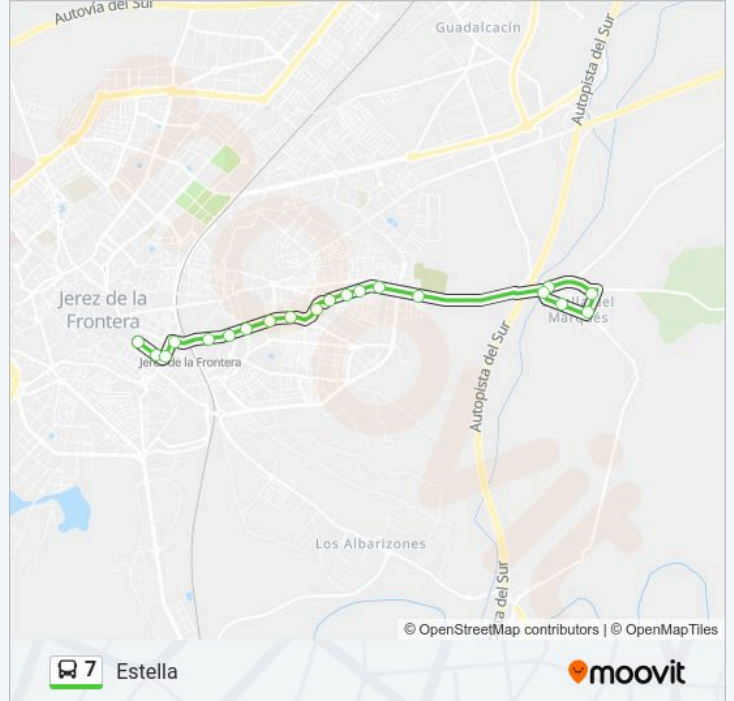 Autovía del Sur
Guadalcacín
Autopista del Sur
Jerez de la
Frontera
Marqués
Jerez de la Frontera
Autopista del Sur
Los Albarizones
del Sur
© OpenStreetMap contributors | © OpenMapTiles
7 Estella
moovit